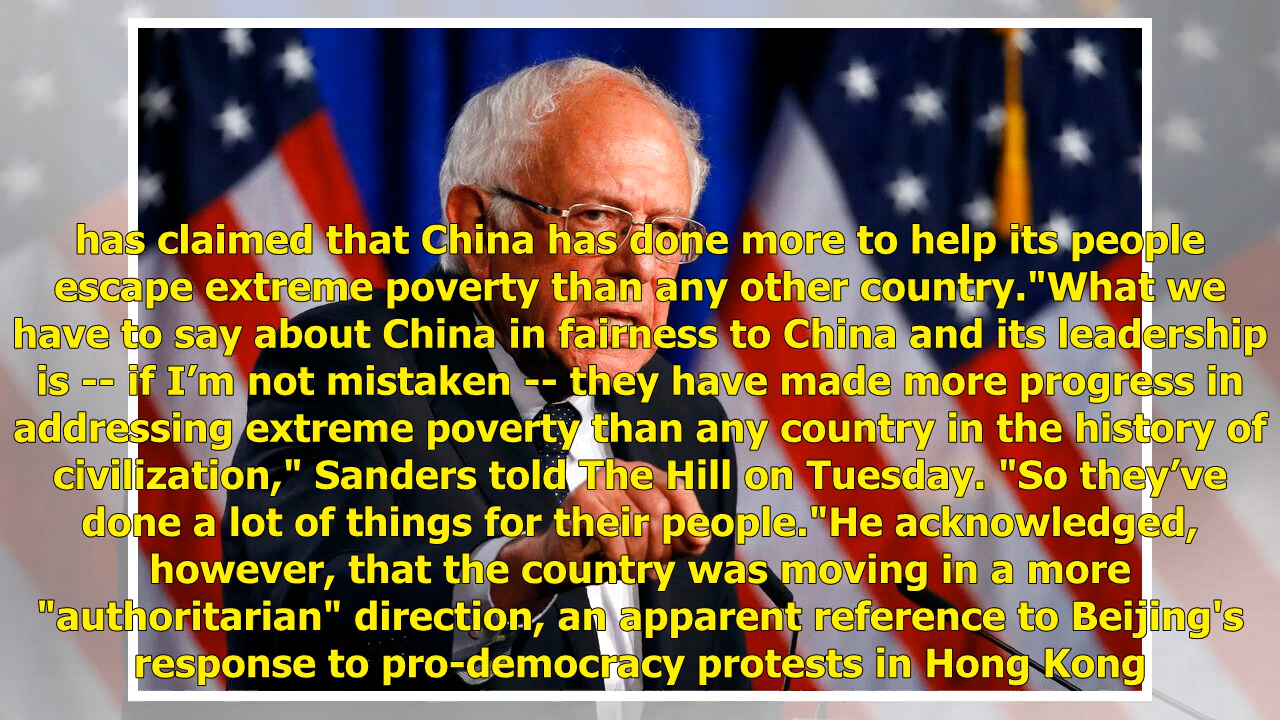 has claimed that China has done more to help its people
escape extreme poverty than any other country."What we
have to say about China in fairness to China and its leadership
is -- if I’m not mistaken -- they have made more progress in
addressing extreme poverty than any country in the history of
civilization," Sanders told The Hill on Tuesday. "So they’ve
done a lot of things for their people."He acknowledged,
however, that the country was moving in a more
"authoritarian" direction, an apparent reference to Beijing's
response to pro-democracy protests in Hong Kong